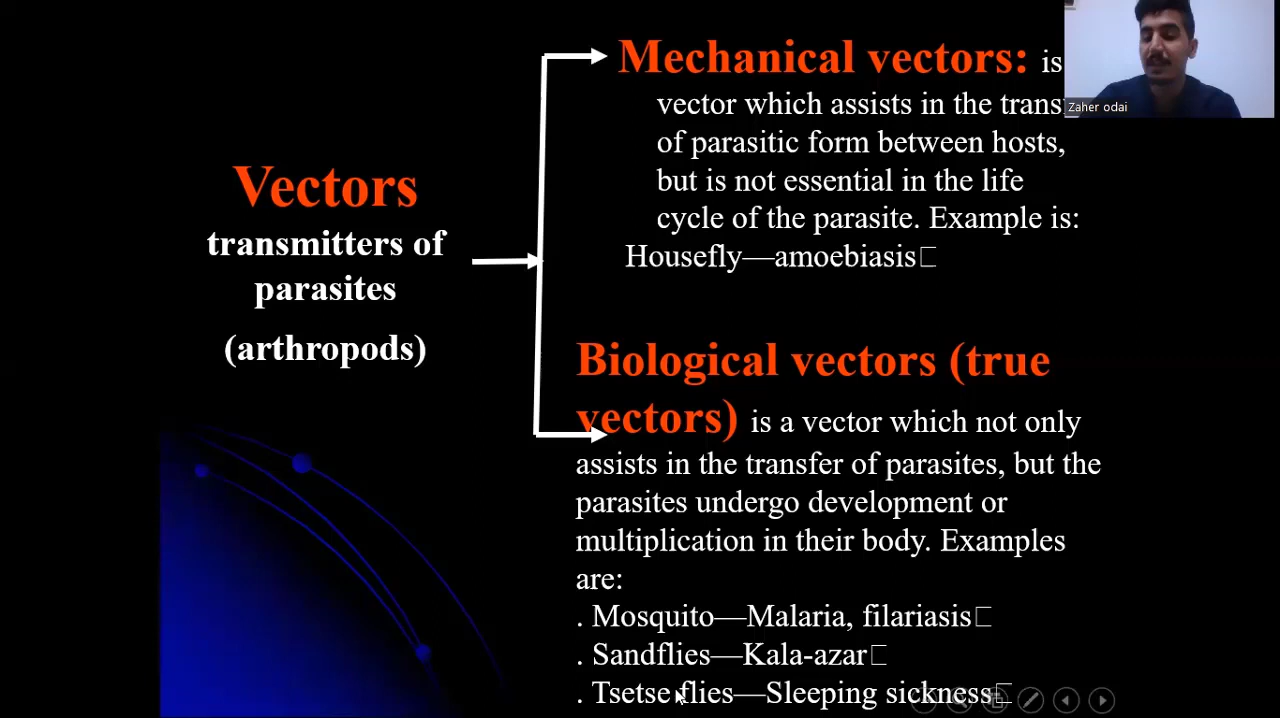 Vectors
transmitters of
parasites
(arthropods)
Mechanical vectors: is
vector which assists in the trans
of parasitic form between hosts,
but is not essential in the life
cycle of the parasite. Example is:
Housefly—amoebiasis
Biological vectors (true
vectors) is a vector which not only
assists in the transfer of parasites, but the
parasites undergo development or
multiplication in their body. Examples
are:
. Mosquito—Malaria, filariasis
. Sandflies—Kala-azar
. Tsetse flies—Sleeping sickness
Zaher odai